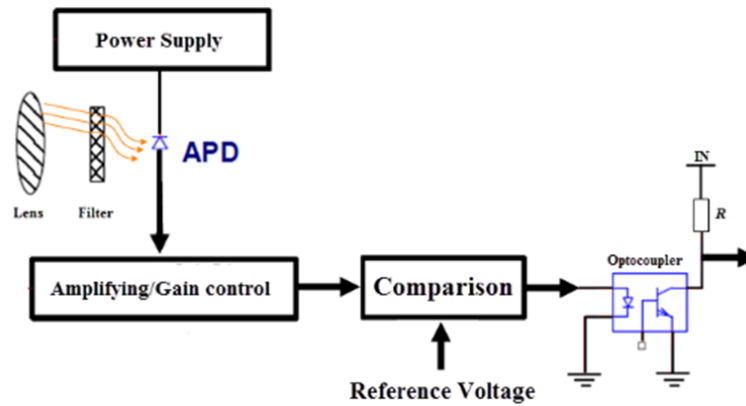 Power Supply
APD
Lens
Filter
IN
R
Optocoupler
Amplifying/Gain control
Comparison
Reference Voltage